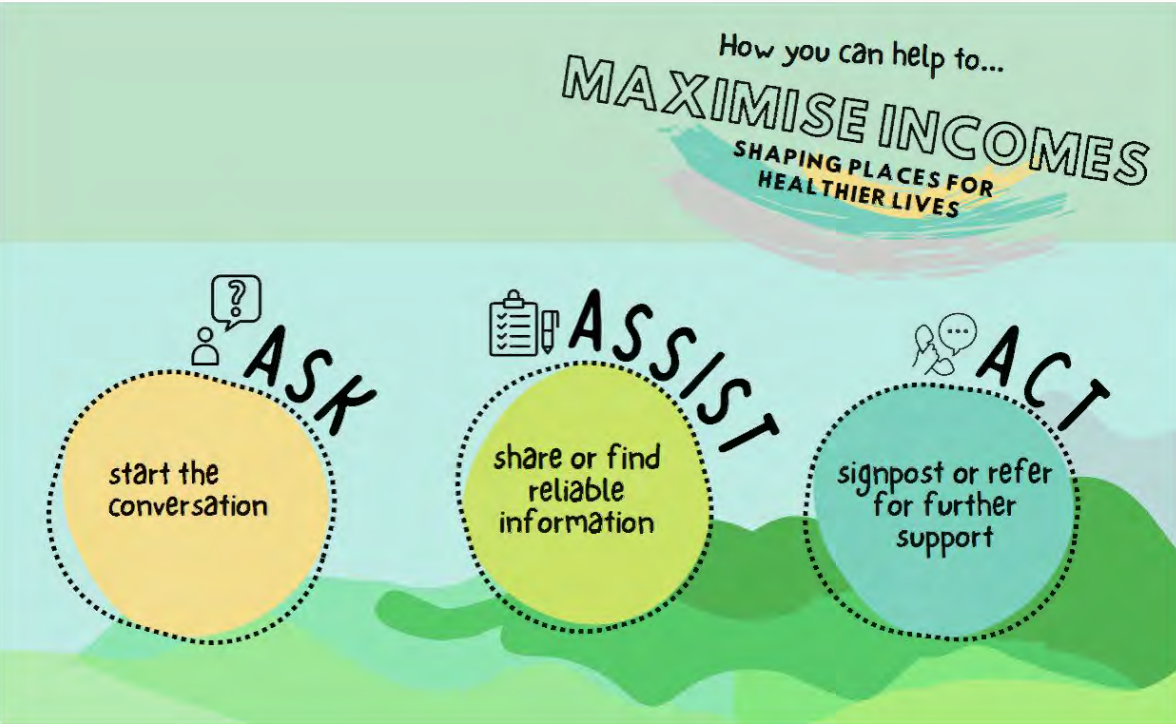 How you can help to...
MAXIMISE INCOMES
SHAPING PLACES FOR
HEALTHIER LIVES
?
ASK
start the
conversation
ASSIST
share or find
reliable
information
ACT
signpost or refer
for further
support